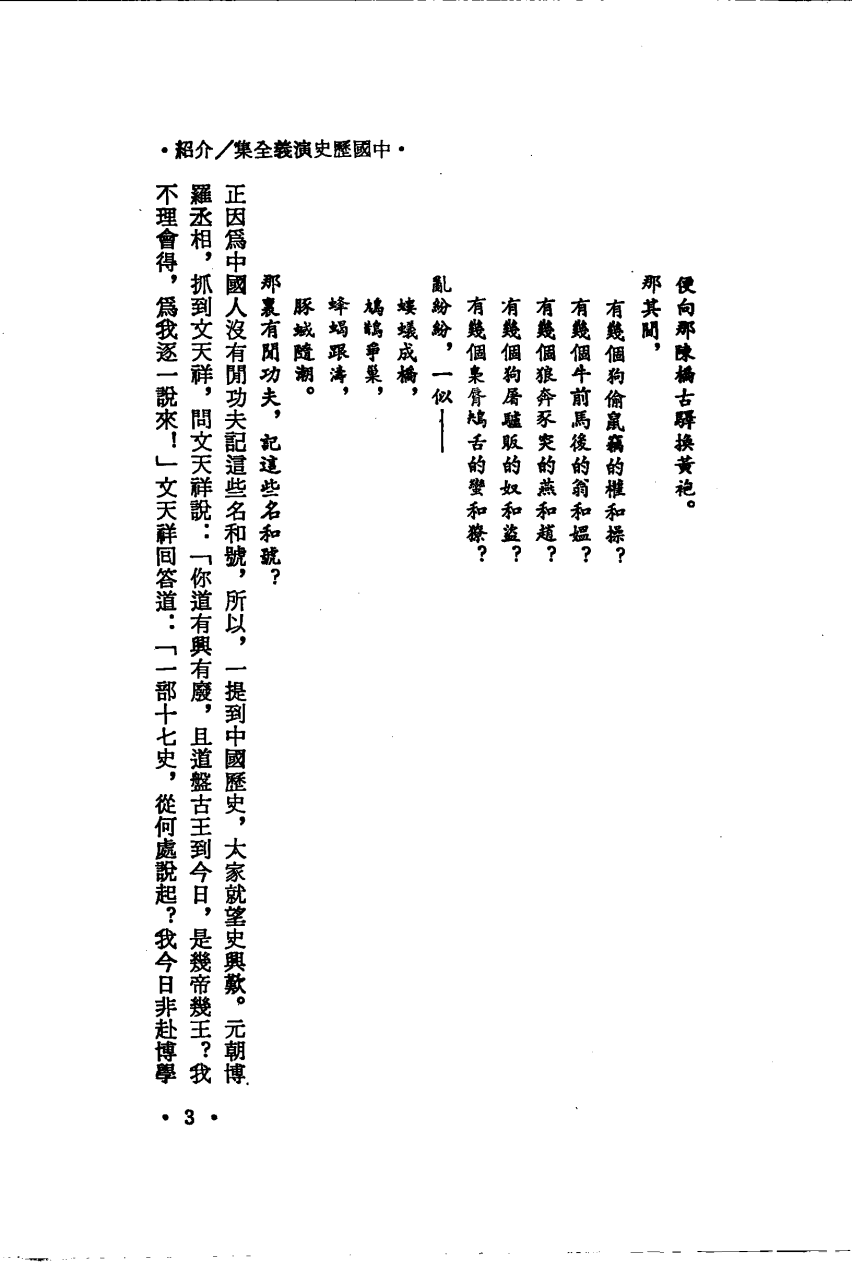 •中國歷史演義全集／介紹•
便向那陳橋古驛換黃袍。
那其間，
有幾個狗偷鼠竊的權和操？
有幾個牛前馬後的翁和媼？
有幾個狼奔豕突的燕和趙？
有幾個狗屠驢販的奴和盜？
有幾個梟脣鴂舌的蠻和獠？
亂紛紛，一似——
螻蟻成橋，
鳩鵲爭巢，
蜂蝎跟濤，
豚蜮隨潮。
那裏有閒功夫，記這些名和號？
正因爲中國人沒有閒功夫記這些名和號，所以，一提到中國歷史，大家就望史興歎。元朝博
羅丞相，抓到文天祥，問文天祥說：「你道有興有廢，且道盤古王到今日，是幾帝幾王？我
不理會得，爲我逐一說來！」文天祥回答道：「一部十七史，從何處說起？我今日非赴博學
•3•